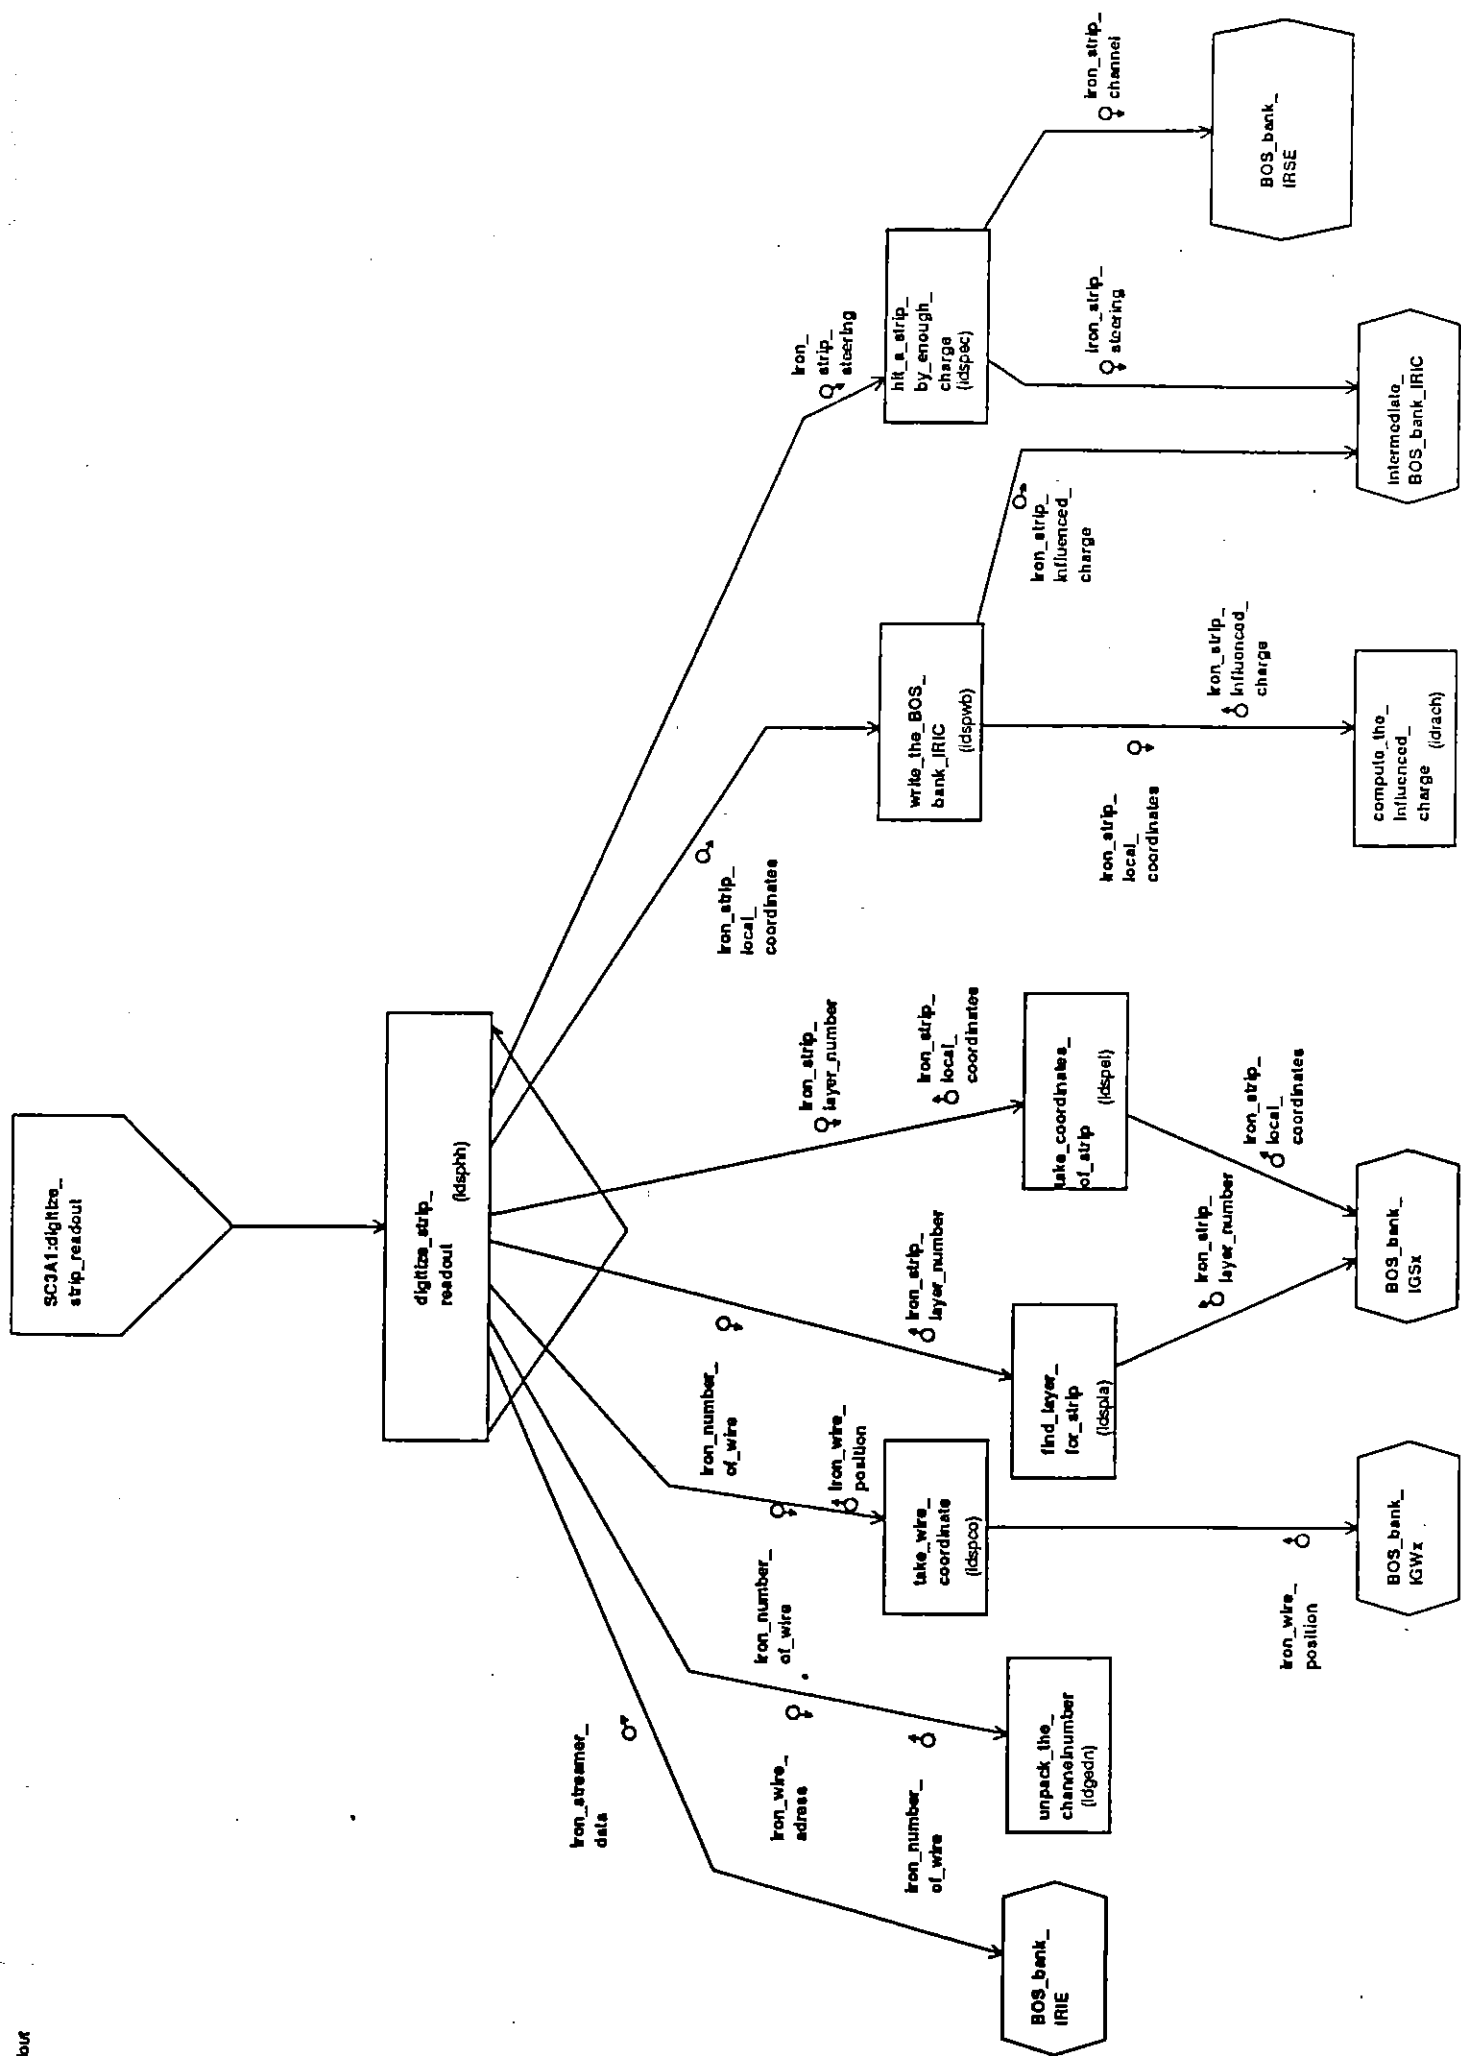 SC3A1:digitize_
strip_readout
digitize_strip_
readout
(idsphh)
iron_streamer_
data
iron_wire_
adress
iron_number_
of_wire
iron_number_
of_wire
iron_number_
of_wire
iron_wire_
position
iron_strip_
layer_number
iron_strip_
layer_number
iron_strip_
local_
coordinates
iron_strip_
local_
coordinates
iron_
strip_
steering
BOS_bank_
IRIE
unpack_the_
channelnumber
(idgedn)
take_wire_
coordinate
(idspco)
find_layer_
for_strip
(idspla)
take_coordinates_
of_strip
(idspel)
write_the_BOS_
bank_IRIC
(idspwb)
hit_a_strip_
by_enough_
charge
(idspec)
iron_wire_
position
iron_strip_
layer_number
iron_strip_
local_
coordinates
iron_strip_
local_
coordinates
iron_strip_
influenced_
charge
iron_strip_
influenced_
charge
iron_strip_
steering
iron_strip_
channel
BOS_bank_
IGWx
BOS_bank_
IGSx
compute_the_
influenced_
charge (idrach)
intermediate_
BOS_bank_IRIC
BOS_bank_
IRSE